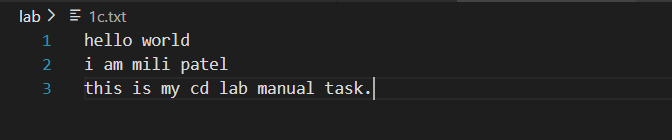 lab > 1c.txt
1 hello world
2 i am mili patel
3 this is my cd lab manual task.